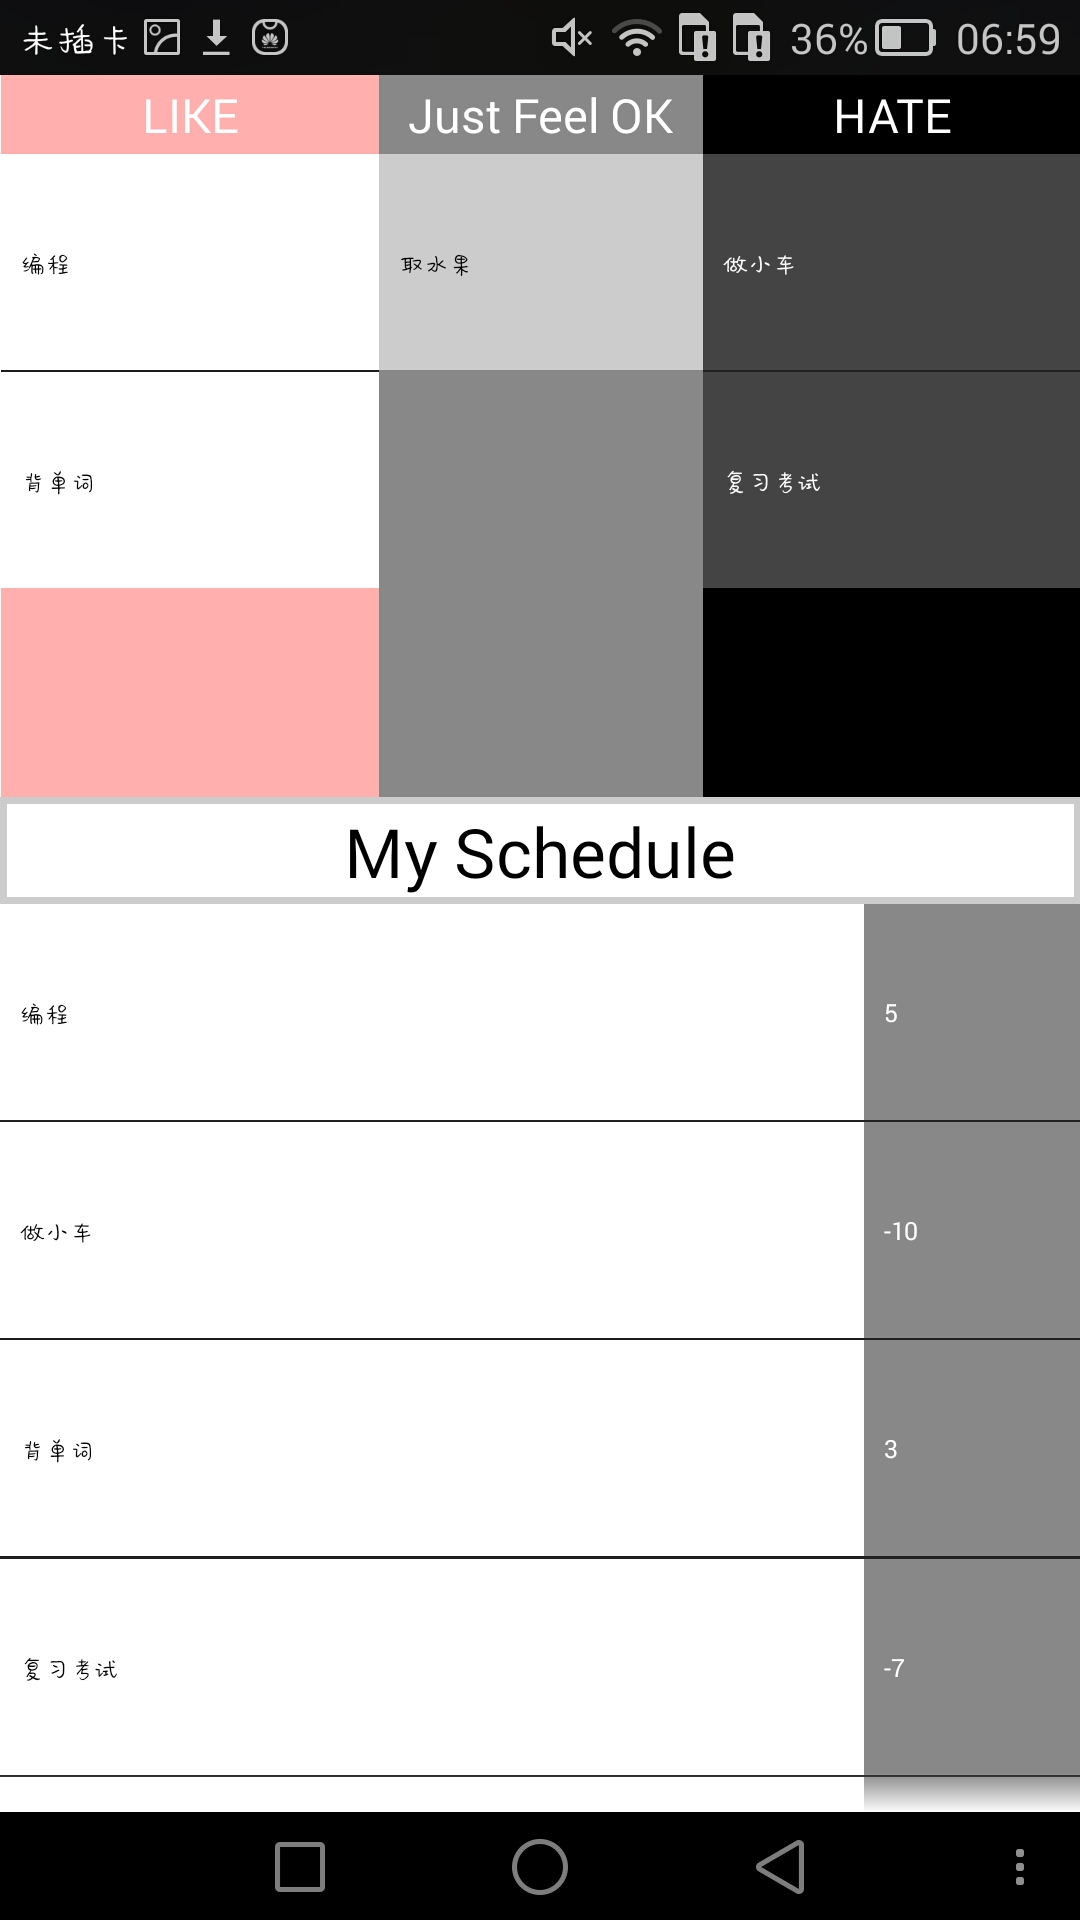 未插卡 36% 06:59
LIKE Just Feel OK HATE
编程 取水果 做小车
背单词 复习考试
My Schedule
编程 5
做小车 -10
背单词 3
复习考试 -7